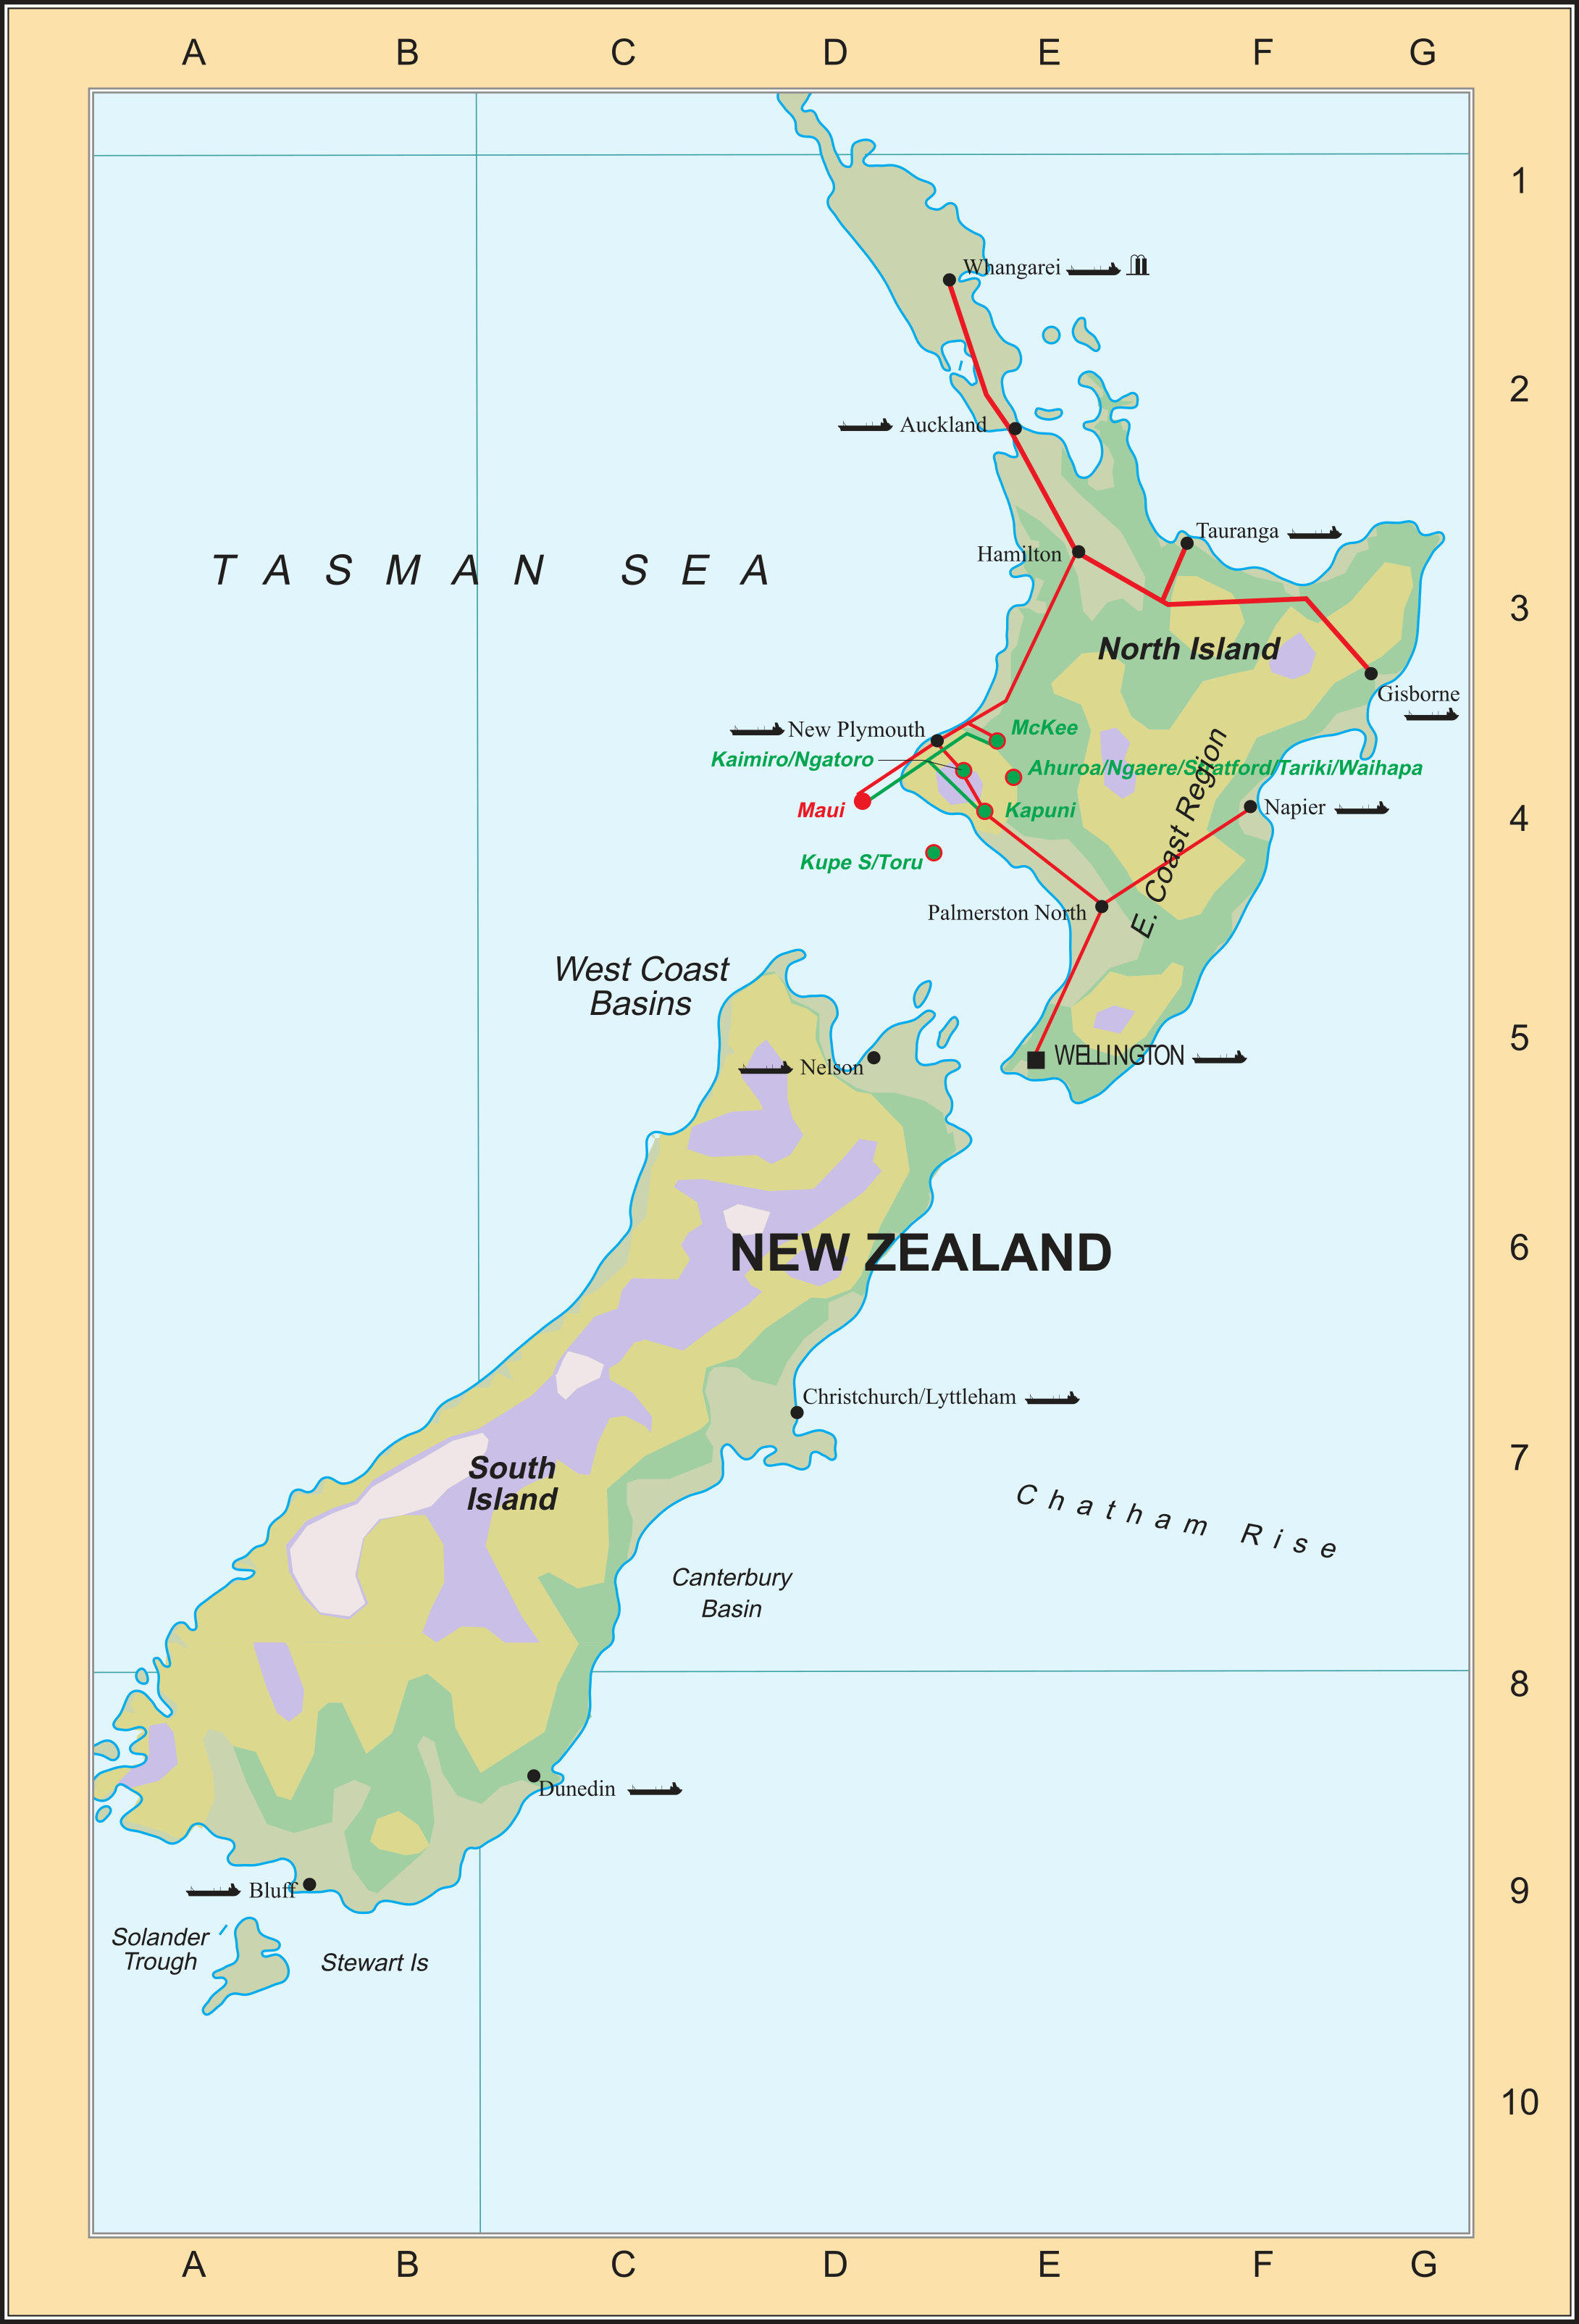 A B C D E F G
1
Whangarei
2
Auckland
Tauranga
Hamilton
TASMAN SEA
3
North Island
Gisborne
New Plymouth
McKee
Kaimiro/Ngatoro
Ahuroa/Ngaere/Stratford/Tariki/Waihapa
Maui
Kapuni
Napier
4
Kupe S/Toru
E. Coast Region
Palmerston North
West Coast
Basins
5
WELLINGTON
Nelson
6
NEW ZEALAND
Christchurch/Lyttleham
7
South
Island
Chatham Rise
Canterbury
Basin
8
Dunedin
Bluff
9
Solander
Trough
Stewart Is
10
A B C D E F G